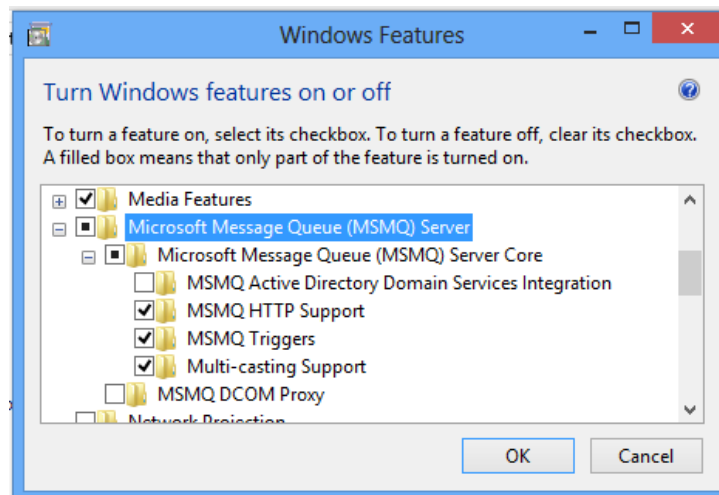 Windows Features
Turn Windows features on or off
To turn a feature on, select its checkbox. To turn a feature off, clear its checkbox.
A filled box means that only part of the feature is turned on.
Media Features
Microsoft Message Queue (MSMQ) Server
Microsoft Message Queue (MSMQ) Server Core
MSMQ Active Directory Domain Services Integration
MSMQ HTTP Support
MSMQ Triggers
Multi-casting Support
MSMQ DCOM Proxy
Network Projection
OK Cancel